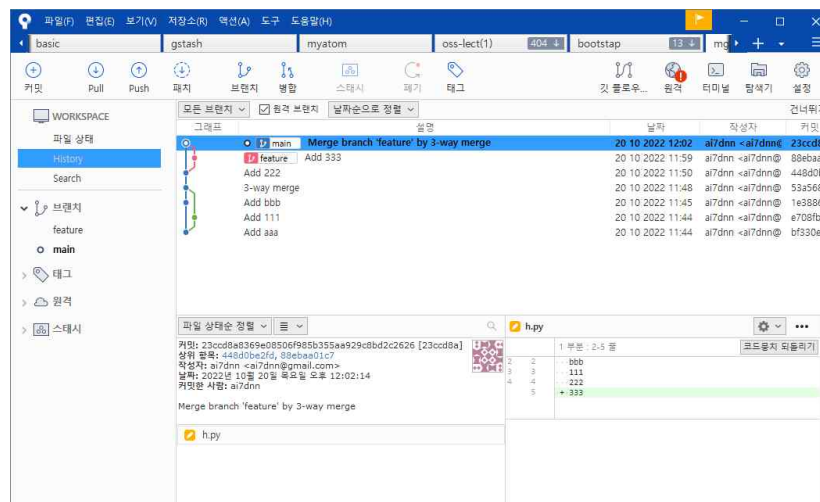 파일(F) 편집(E) 보기(V) 저장소(R) 액션(A) 도구 도움말(H)
basic gstash myatom oss-lect(1) 404 bootstap 13 mg
커밋 Pull Push 패치 브랜치 병합 스태시 폐기 태그 깃 플로우... 원격 터미널 탐색기 설정
WORKSPACE
파일 상태
History
Search
브랜치
feature
main
태그
원격
스태시
모든 브랜치 원격 브랜치 날짜순으로 정렬 건너뛰기
그래프 설명 날짜 작성자 커밋
main Merge branch 'feature' by 3-way merge 20 10 2022 12:02 ai7dnn <ai7dnn@ 23ccd8
feature Add 333 20 10 2022 11:59 ai7dnn <ai7dnn@ 88ebaa
Add 222 20 10 2022 11:50 ai7dnn <ai7dnn@ 448d0b
3-way merge 20 10 2022 11:48 ai7dnn <ai7dnn@ 53a568
Add bbb 20 10 2022 11:45 ai7dnn <ai7dnn@ 1e3886
Add 111 20 10 2022 11:44 ai7dnn <ai7dnn@ e708fb
Add aaa 20 10 2022 11:44 ai7dnn <ai7dnn@ bf330e
파일 상태순 정렬
커밋: 23ccd8a8369e08506f985b355aa929c8bd2c2626 [23ccd8a]
상위 항목: 448d0be2fd, 88ebaa01c7
작성자: ai7dnn <ai7dnn@gmail.com>
날짜: 2022년 10월 20일 목요일 오후 12:02:14
커밋한 사람: ai7dnn
Merge branch 'feature' by 3-way merge
h.py
h.py
1 부분 : 2-5 줄 코드뭉치 되돌리기
2 2 bbb
3 3 111
4 4 222
5 + 333